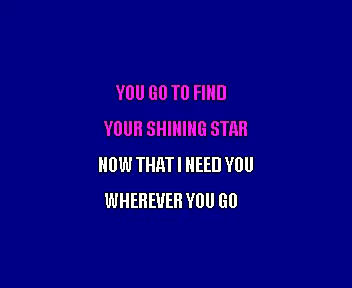 YOU GO TO FIND
YOUR SHINING STAR
NOW THAT I NEED YOU
WHEREVER YOU GO